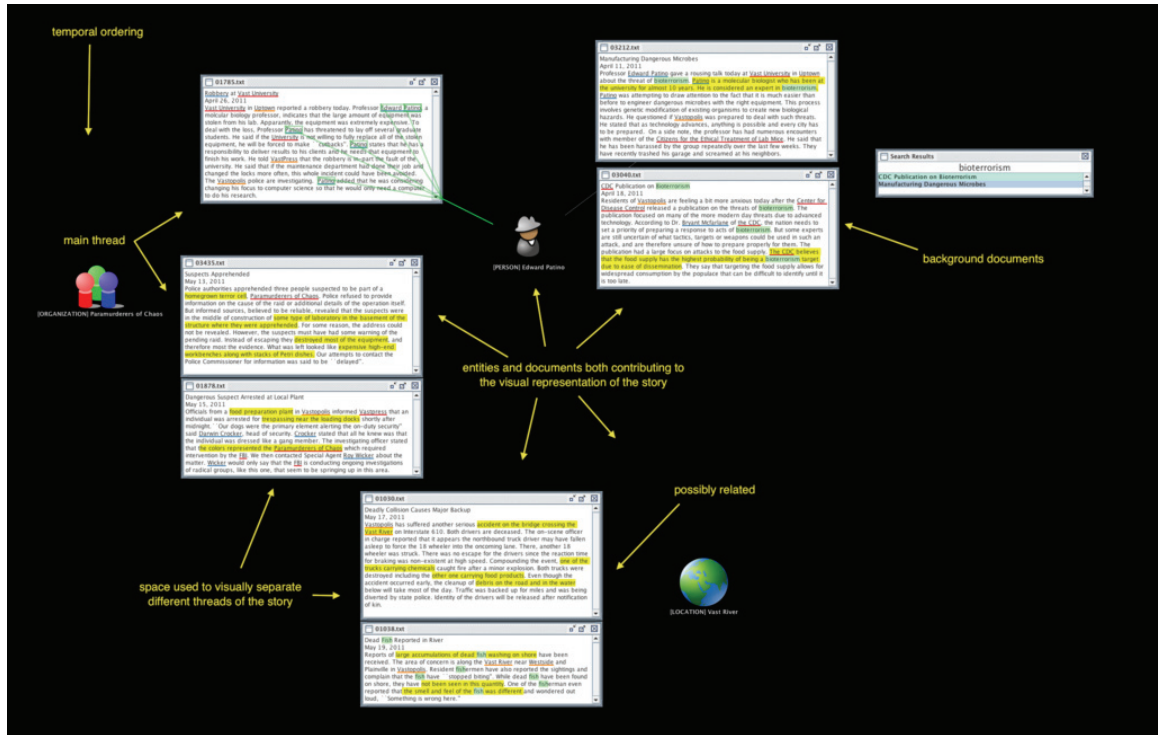 temporal ordering
01785.txt
Robbery at Vast University
April 26, 2011
Vast University in Uptown reported a robbery today. Professor Edward Patino, a
molcular biology professor, indicates that the large amount of equipment was
stolen from his lab. Apparently, the equipment was extremely expensive. To
deal with the loss, Professor Patino has threatened to lay off several graduate
students. He said if the University is not willing to fully replace all of the stolen
equipment, he will be forced to make ``cutbacks". Patino states that he has a
responsibility to deliver results to his clients and he needs that equipment to
finish his work. He told VastPress that the robbery is in part the fault of the
university. He said that if the maintenance department had done their job and
changed the locks more often, this whole incident could have been avoided.
The Vastopolis police are investigating. Patino added that he was considering
changing his focus to computer science so that he would only need a computer
to do his research.
03212.txt
Manufacturing Dangerous Microbes
April 11, 2011
Professor Edward Patino gave a rousing talk today at Vast University in Uptown
about the threat of bioterrorism. Patino is a molecular biologist who has been at
the university for almost 10 years. He is considered an expert in bioterrorism.
Patino was attempting to draw attention to the fact that it is much easier than
before to engineer dangerous microbes with the right equipment. This process
involves genetic modification of existing organisms to create new biological
hazards. He questioned if Vastopolis was prepared to deal with such threats.
He stated that as technology advances, anything is possible and every city has
to be prepared. On a side note, the professor has had numerous encounters
with member of the Citizens for the Ethical Treatment of Lab Mice. He said that
he has been harassed by the group repeatedly over the last few weeks. They
have recently trashed his garage and screamed at his neighbors.
Search Results
bioterrorism
CDC Publication on Bioterrorism
Manufacturing Dangerous Microbes
03040.txt
CDC Publication on Bioterrorism
April 18, 2011
Residents of Vastopolis are feeling a bit more anxious today after the Center for
Disease Control released a publication on the threats of bioterrorism. The
publication focused on many of the more modern day threats due to advanced
technology. According to Dr. Bryant Mcfarlane of the CDC, the nation needs to
set a priority of preparing a response to acts of bioterrorism. But some experts
are still uncertain of what tactics, targets or weapons could be used in such an
attack, and are therefore unsure of how to prepare properly for them. The
publication had a large focus on attacks to the food supply. The CDC believes
that the food supply has the highest probability of being a bioterrorism target
due to ease of dissemination. They say that targeting the food supply allows for
widespread consumption by the populace that can be difficult to identify until it
is too late.
main thread
[PERSON] Edward Patino
background documents
[ORGANIZATION] Paramurderers of Chaos
03435.txt
Suspects Apprehended
May 13, 2011
Police authorities apprehended three people suspected to be part of a
homegrown terror cell, Paramurderers of Chaos. Police refused to provide
information on the cause of the raid or additional details of the operation itself.
But informed sources, believed to be reliable, revealed that the suspects were
in the middle of construction of some type of laboratory in the basement of the
structure where they were apprehended. For some reason, the address could
not be revealed. However, the suspects must have had some warning of the
pending raid. Instead of escaping they destroyed most of the equipment, and
therefore most the evidence. What was left looked like expensive high-end
workbenches along with stacks of Petri dishes. Our attempts to contact the
Police Commissioner for information was said to be ``delayed".
entities and documents both contributing to
the visual representation of the story
01878.txt
Dangerous Suspect Arrested at Local Plant
May 15, 2011
Officials from a food preparation plant in Vastopolis informed Vastpress that an
individual was arrested for trespassing near the loading docks shortly after
midnight. ``Our dogs were the primary element alerting the on-duty security"
said Darwin Crocker, head of security. Crocker stated that all he knew was that
the individual was dressed like a gang member. The investigating officer stated
that the colors represented the Paramurderers of Chaos which required
intervention by the FBI. We then contacted Special Agent Roy Wicker about the
matter. Wicker would only say that the FBI is conducting ongoing investigations
of radical groups, like this one, that seem to be springing up in this area.
possibly related
01030.txt
Deadly Collision Causes Major Backup
May 17, 2011
Vastopolis has suffered another serious accident on the bridge crossing the
Vast River on Interstate 610. Both drivers are deceased. The on-scene officer
in charge reported that it appears the northbound truck driver may have fallen
asleep to force the 18 wheeler into the oncoming lane. There, another 18
wheeler was struck. There was no escape for the drivers since the reaction time
for braking was non-existent at high speed. Compounding the event, one of the
trucks carrying chemicals caught fire after a minor explosion. Both trucks were
destroyed including the other one carrying food products. Even though the
accident occurred early, the cleanup of debris on the road and in the water
below will take most of the day. Traffic was backed up for miles and was being
diverted by state police. Identity of the drivers will be released after notification
of kin.
space used to visually separate
different threads of the story
[LOCATION] Vast River
01038.txt
Dead Fish Reported in River
May 19, 2011
Reports of large accumulations of dead fish washing on shore have been
received. The area of concern is along the Vast River near Westside and
Plainville in Vastopolis. Resident fishermen have also reported the sightings and
complain that the fish have ``stopped biting". While dead fish have been found
on shore, they have not been seen in this quantity. One of the fisherman even
reported that the smell and feel of the fish was different and wondered out
loud, ``Something is wrong here."